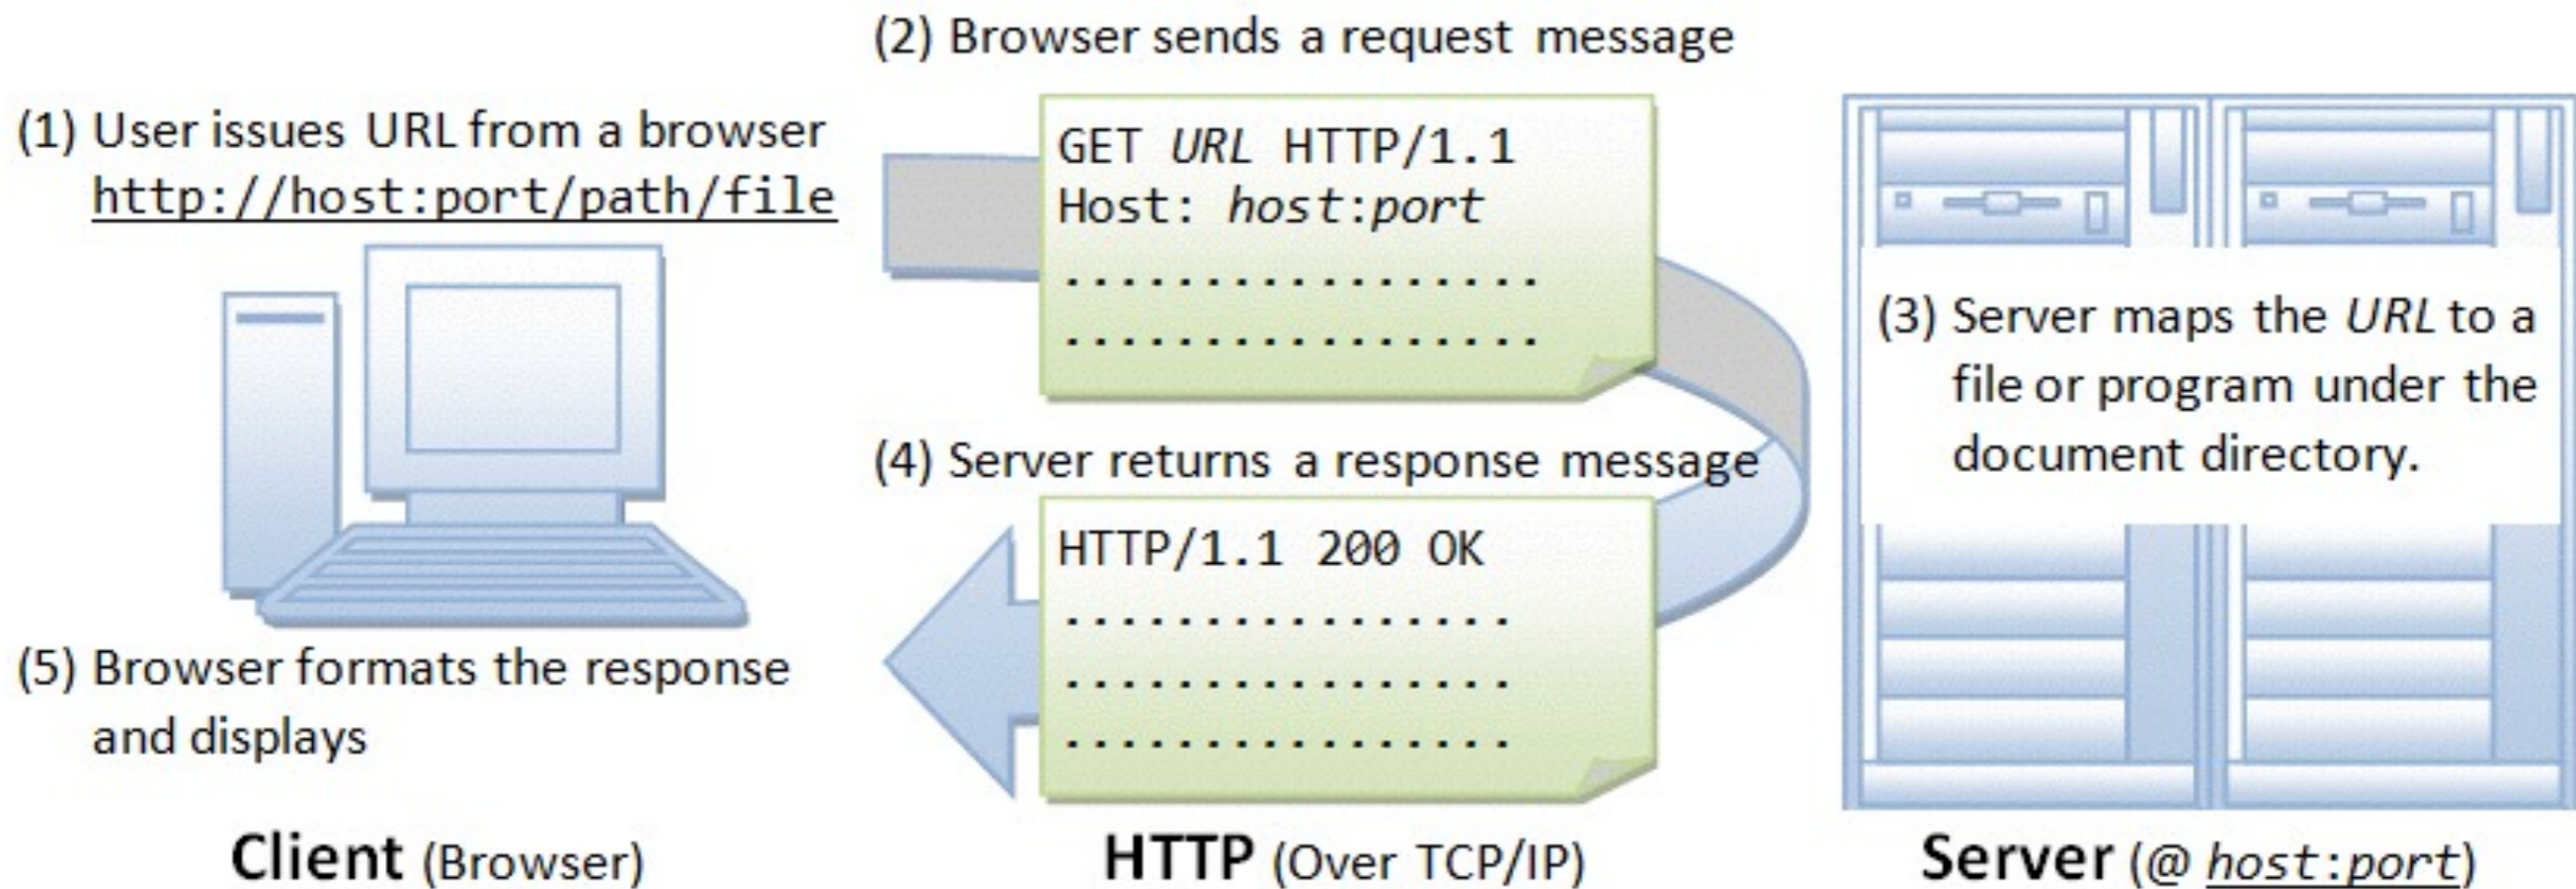 (1) User issues URL from a browser
http://host:port/path/file
(2) Browser sends a request message
GET URL HTTP/1.1
Host: host:port
.................
.................
(3) Server maps the URL to a
file or program under the
document directory.
(4) Server returns a response message
HTTP/1.1 200 OK
................
................
................
(5) Browser formats the response
and displays
Client (Browser)
HTTP (Over TCP/IP)
Server (@ host:port)